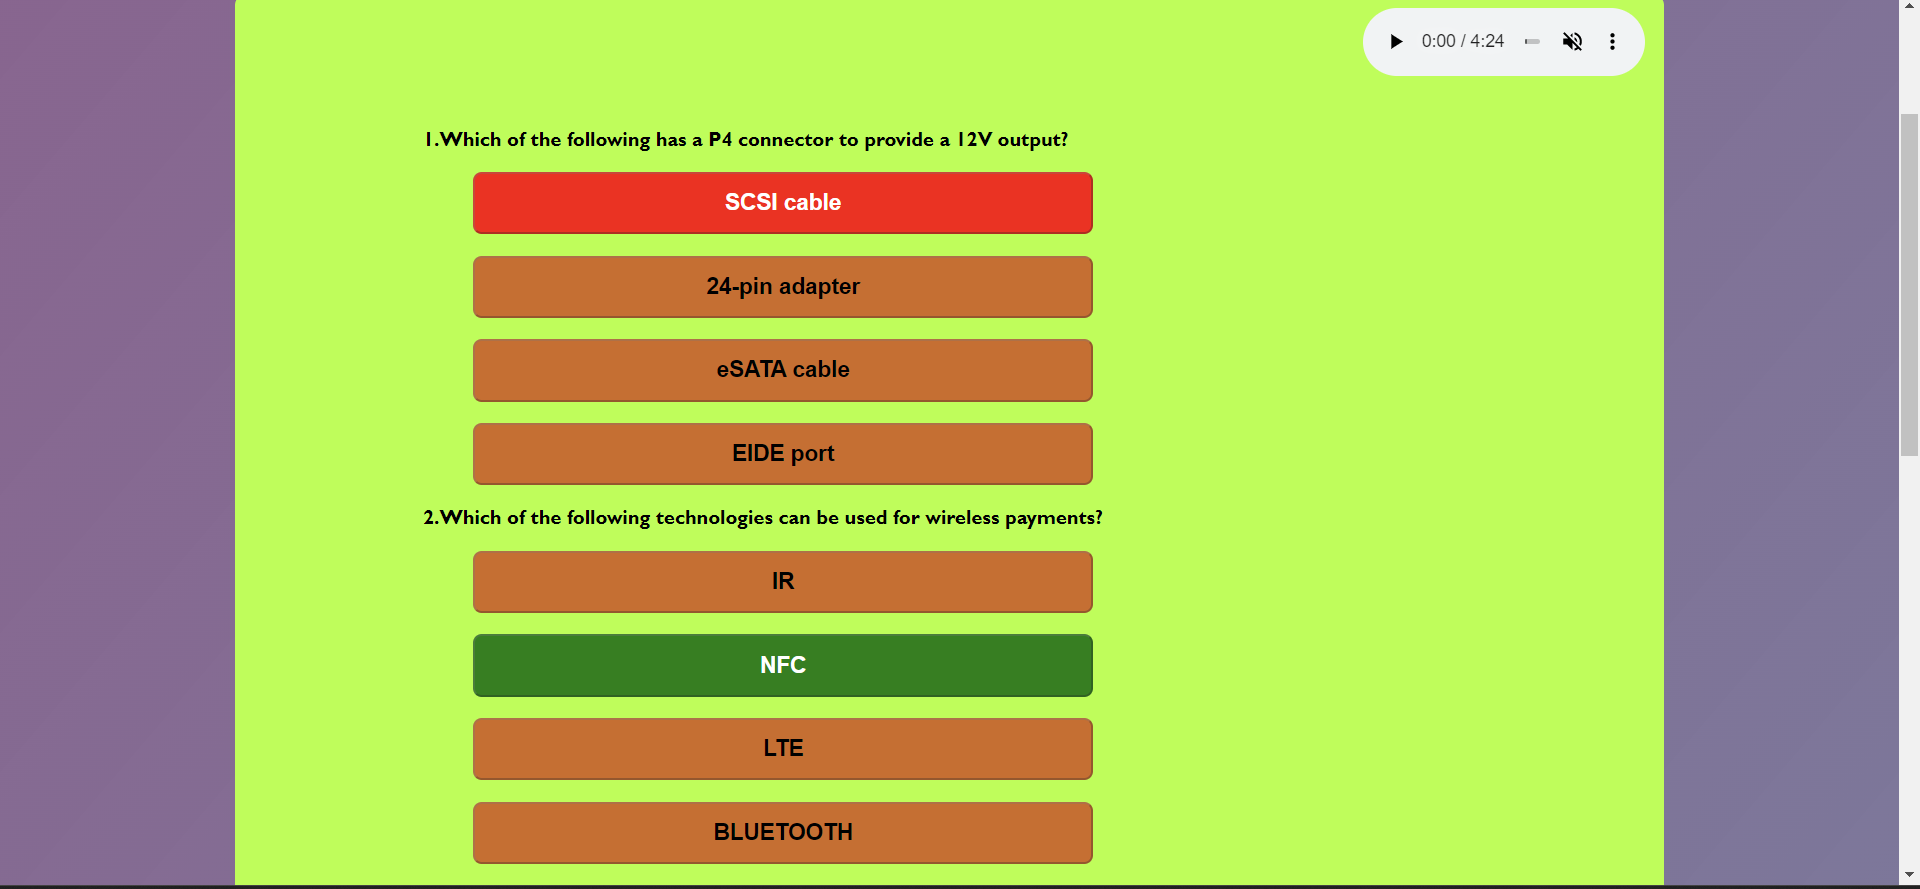 0:00 / 4:24
1.Which of the following has a P4 connector to provide a 12V output?
SCSI cable
24-pin adapter
eSATA cable
EIDE port
2.Which of the following technologies can be used for wireless payments?
IR
NFC
LTE
BLUETOOTH